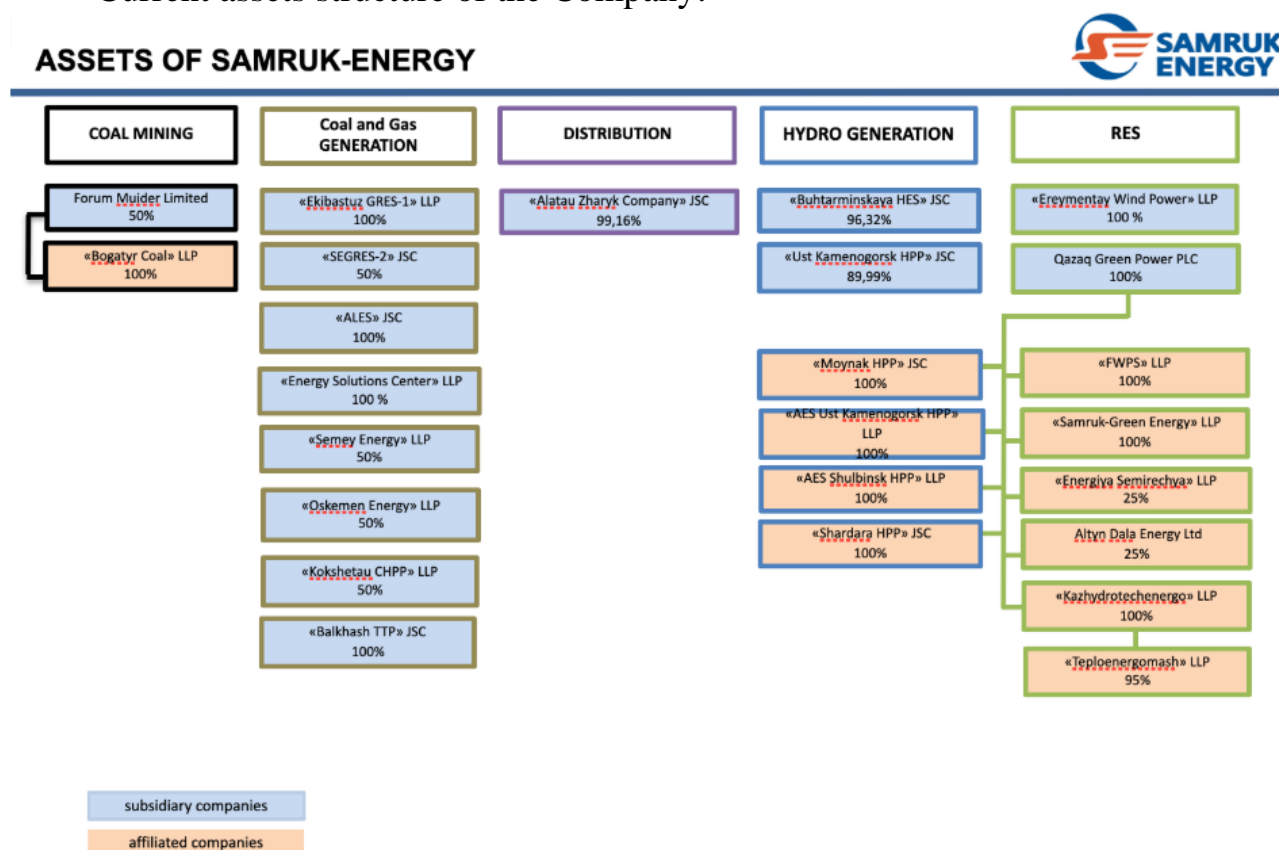 Current assets structure of the Company:
ASSETS OF SAMRUK-ENERGY
SAMRUK
ENERGY
COAL MINING
Forum Muider Limited
50%
«Bogatyr Coal» LLP
100%
Coal and Gas
GENERATION
«Ekibastuz GRES-1» LLP
100%
«SEGRES-2» JSC
50%
«ALES» JSC
100%
«Energy Solutions Center» LLP
100 %
«Semey Energy» LLP
50%
«Oskemen Energy» LLP
50%
«Kokshetau CHPP» LLP
50%
«Balkhash TTP» JSC
100%
DISTRIBUTION
«Alatau Zharyk Company» JSC
99,16%
HYDRO GENERATION
«Buhtarminskaya HES» JSC
96,32%
«Ust Kamenogorsk HPP» JSC
89,99%
«Moynak HPP» JSC
100%
«AES Ust Kamenogorsk HPP»
LLP
100%
«AES Shulbinsk HPP» LLP
100%
«Shardara HPP» JSC
100%
RES
«Ereymentay Wind Power» LLP
100 %
Qazaq Green Power PLC
100%
«FWPS» LLP
100%
«Samruk-Green Energy» LLP
100%
«Energiya Semirechya» LLP
25%
Altyn Dala Energy Ltd
25%
«Kazhydrotechenergo» LLP
100%
«Teploenergomash» LLP
95%
subsidiary companies
affiliated companies